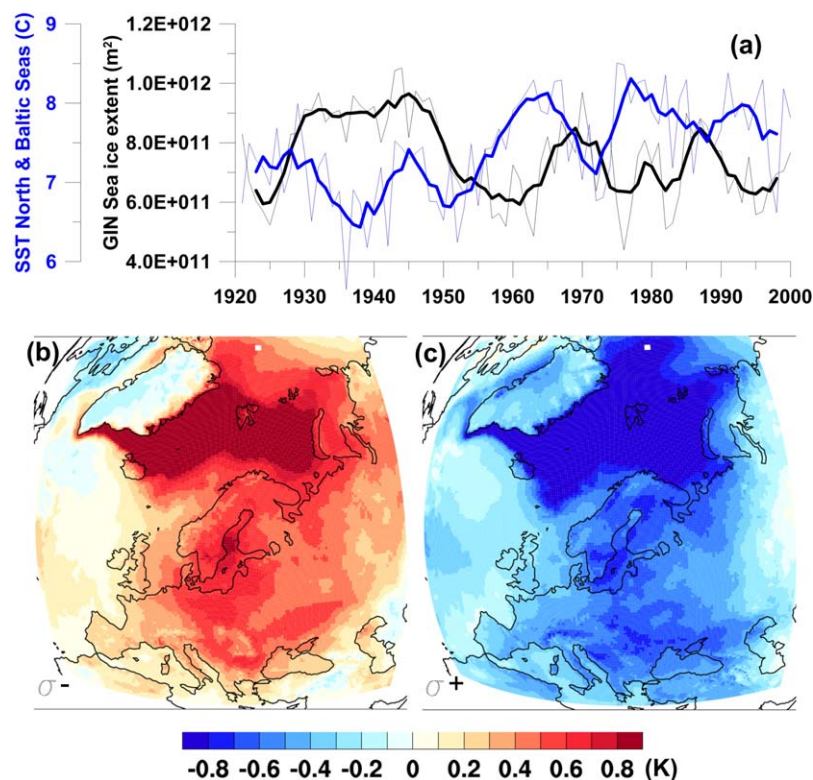 (a)
SST North & Baltic Seas (C)
9
8
7
6
GIN Sea ice extent (m²)
1.2E+012
1.0E+012
8.0E+011
6.0E+011
4.0E+011
1920 1930 1940 1950 1960 1970 1980 1990 2000
(b)
σ -
(c)
σ +
-0.8 -0.6 -0.4 -0.2 0 0.2 0.4 0.6 0.8 (K)